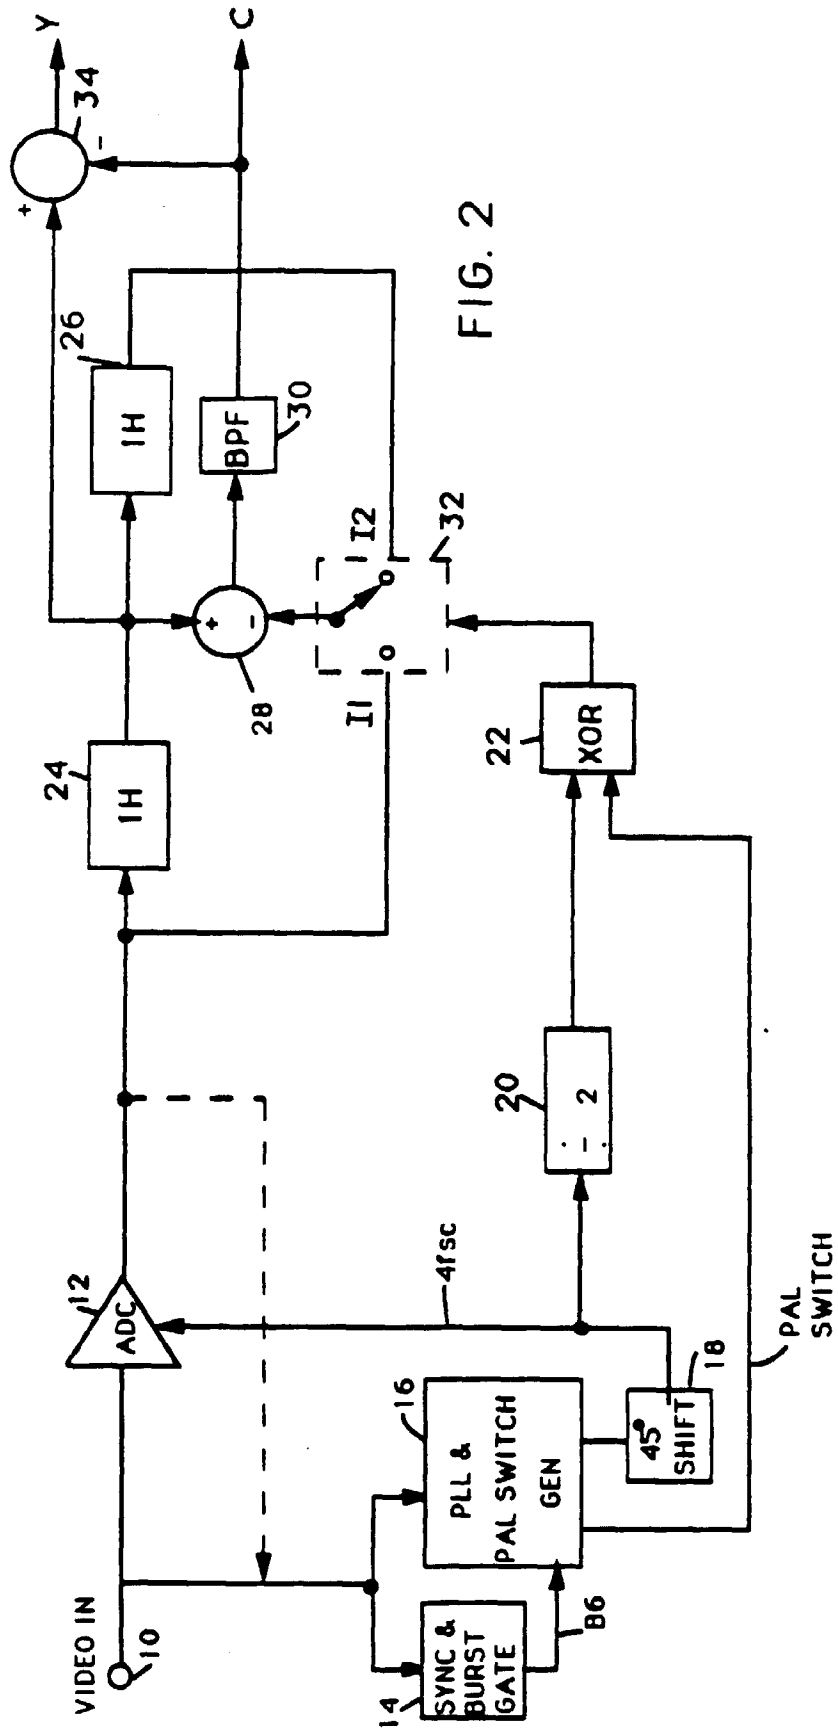 VIDEO IN
10
12
ADC
24
1H
26
1H
+
34
-
Y
C
+
-
28
BPF
30
I1
I2
32
14
SYNC &
BURST
GATE
B6
16
PLL &
PAL SWITCH
GEN
45°
SHIFT
18
4fsc
20
÷ 2
22
XOR
PAL
SWITCH
FIG. 2